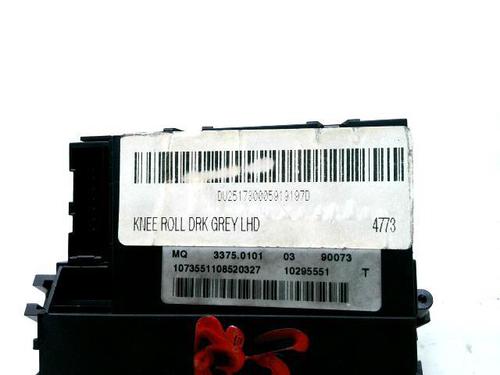 DU2517800059191970
KNEE ROLL DRK GREY LHD 4773
MQ 3375.0101 03 90073
1073551108520327 10295551 T